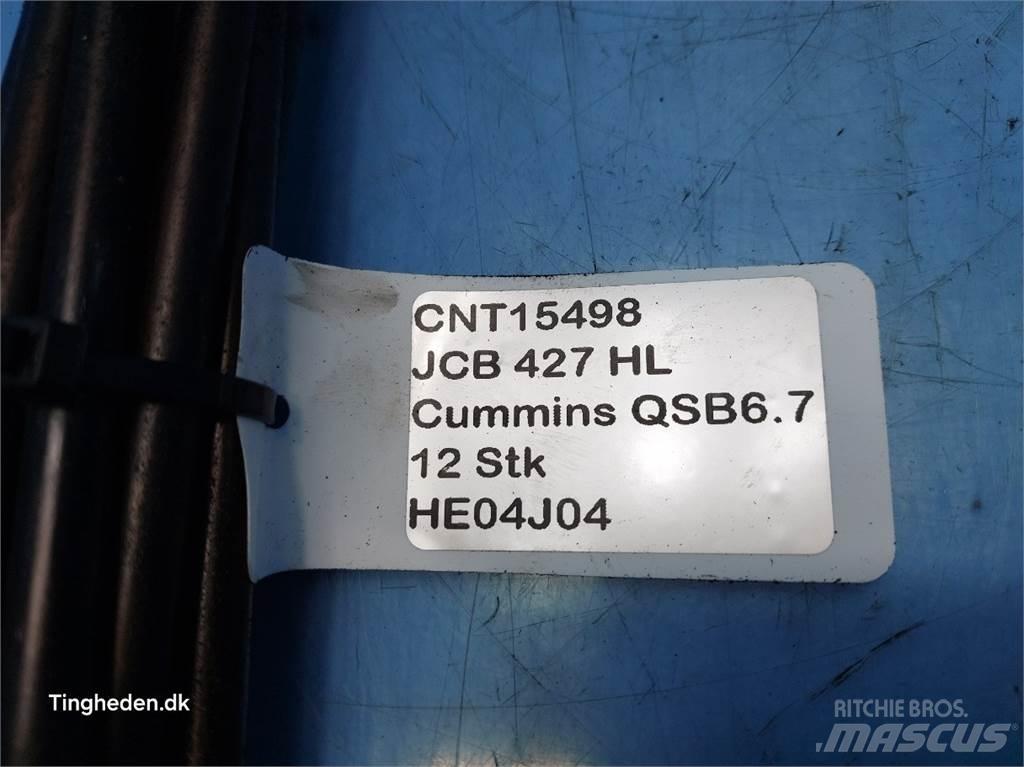 CNT15498
JCB 427 HL
Cummins QSB6.7
12 Stk
HE04J04
Tingheden.dk
RITCHIE BROS.
MASCUS